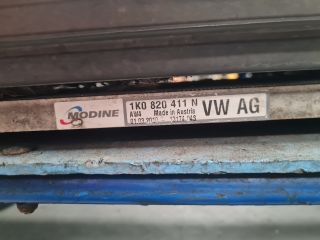 MODINE
1K0 820 411 N
VW AG
AW4 Made in Austria